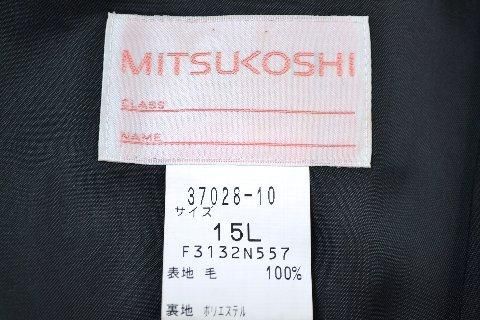 MITSUKOSHI
CLASS
NAME
37028-10
サイズ
15L
F3132N557
表地 毛 100%
裏地 ポリエステル